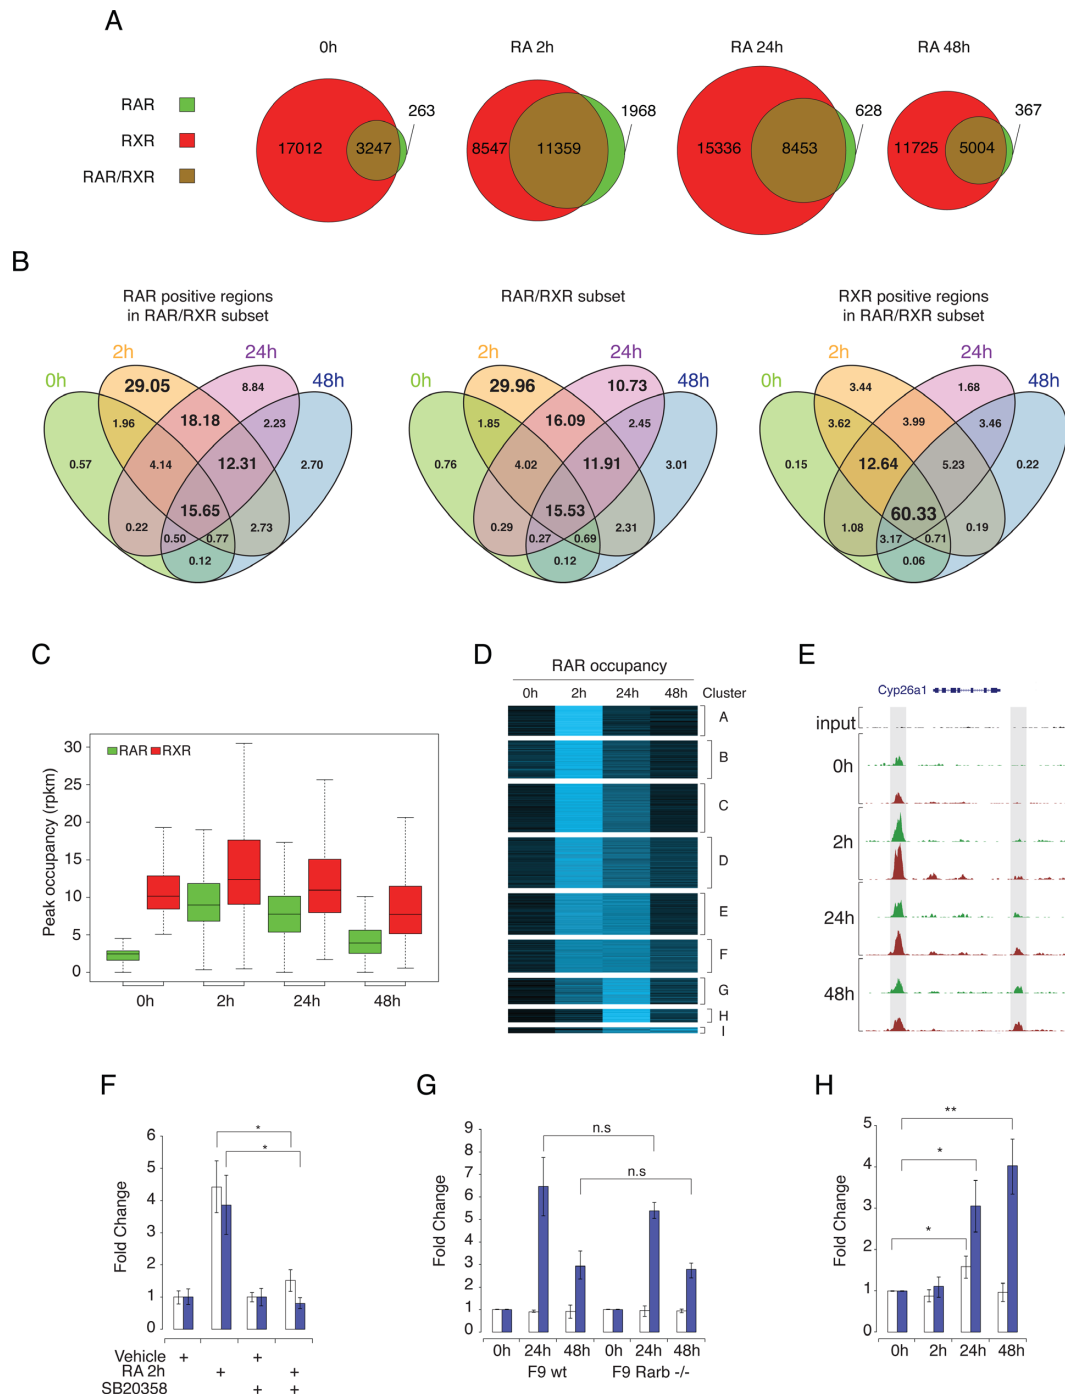 A
0h
RA 2h
RA 24h
RA 48h
RAR
RXR
RAR/RXR
17012
3247
263
8547
11359
1968
15336
8453
628
11725
5004
367
B
RAR positive regions
in RAR/RXR subset
0h
2h
24h
48h
29.05
8.84
1.96
18.18
2.23
0.57
4.14
12.31
2.70
15.65
0.22
2.73
0.50
0.77
0.12
RAR/RXR subset
0h
2h
24h
48h
29.96
10.73
1.85
16.09
2.45
0.76
4.02
11.91
3.01
15.53
0.29
2.31
0.27
0.69
0.12
RXR positive regions
in RAR/RXR subset
0h
2h
24h
48h
3.44
1.68
3.62
3.99
3.46
0.15
12.64
5.23
0.22
60.33
1.08
0.19
3.17
0.71
0.06
C
RAR
RXR
Peak occupancy (rpkm)
30
25
20
15
10
5
0
0h
2h
24h
48h
D
RAR occupancy
0h 2h 24h 48h Cluster
A
B
C
D
E
F
G
H
I
E
Cyp26a1
input
0h
2h
24h
48h
F
Fold Change
6
5
4
3
2
1
0
*
*
Vehicle + +
RA 2h + +
SB20358 + +
G
Fold Change
9
8
7
6
5
4
3
2
1
0
n.s
n.s
0h 24h 48h 0h 24h 48h
F9 wt F9 Rarb -/-
H
Fold Change
5
4
3
2
1
0
**
*
*
0h 2h 24h 48h